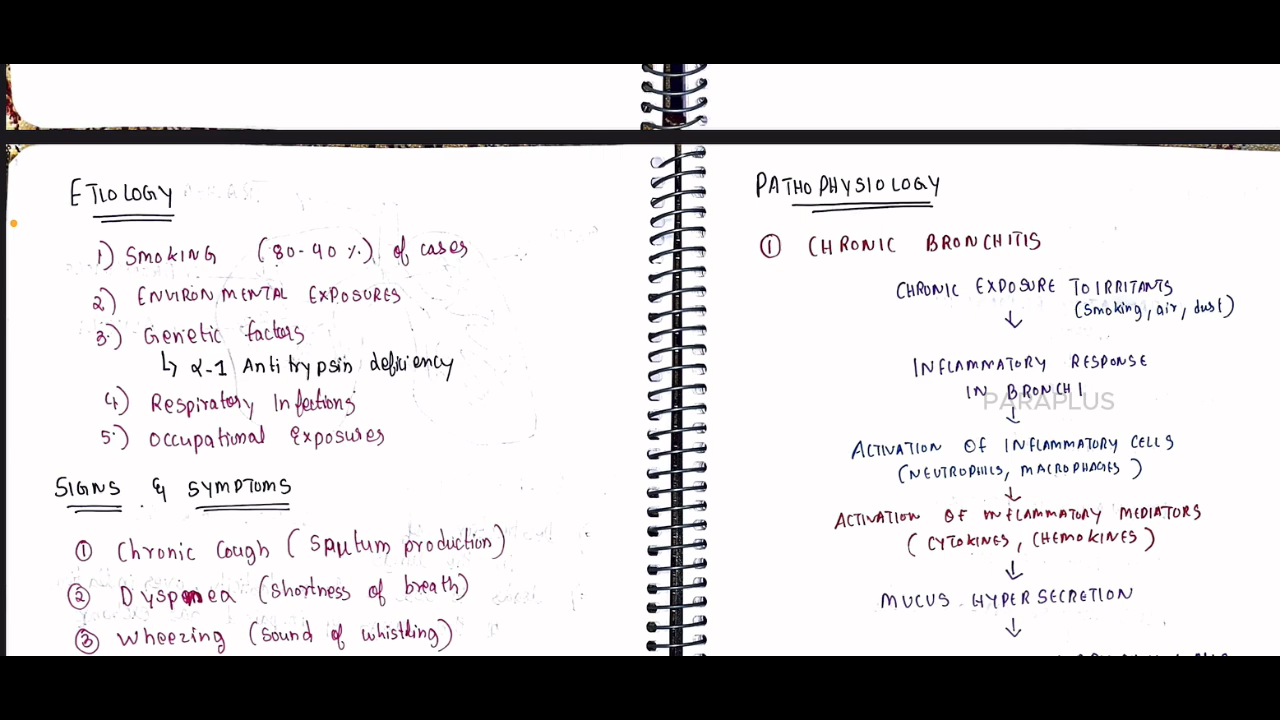 ETIOLOGY
1) SMOKING (80-90 %) of cases
2) ENVIRONMENTAL EXPOSURES
3.) Genetic factors
↳ α-1 Antitrypsin deficiency
4) Respiratory Infections
5.) Occupational Exposures
SIGNS & SYMPTOMS
① Chronic Cough (Sputum production)
② Dyspnea (shortness of breath)
③ Wheezing (sound of whistling)
PATHOPHYSIOLOGY
① CHRONIC BRONCHITIS
CHRONIC EXPOSURE TO IRRITANTS
(Smoking, air, dust)
↓
INFLAMMATORY RESPONSE
IN BRONCHI
PARAPLUS
↓
ACTIVATION OF INFLAMMATORY CELLS
(NEUTROPHILS, MACROPHAGES)
↓
ACTIVATION OF INFLAMMATORY MEDIATORS
(CYTOKINES, CHEMOKINES)
↓
MUCUS HYPERSECRETION
↓